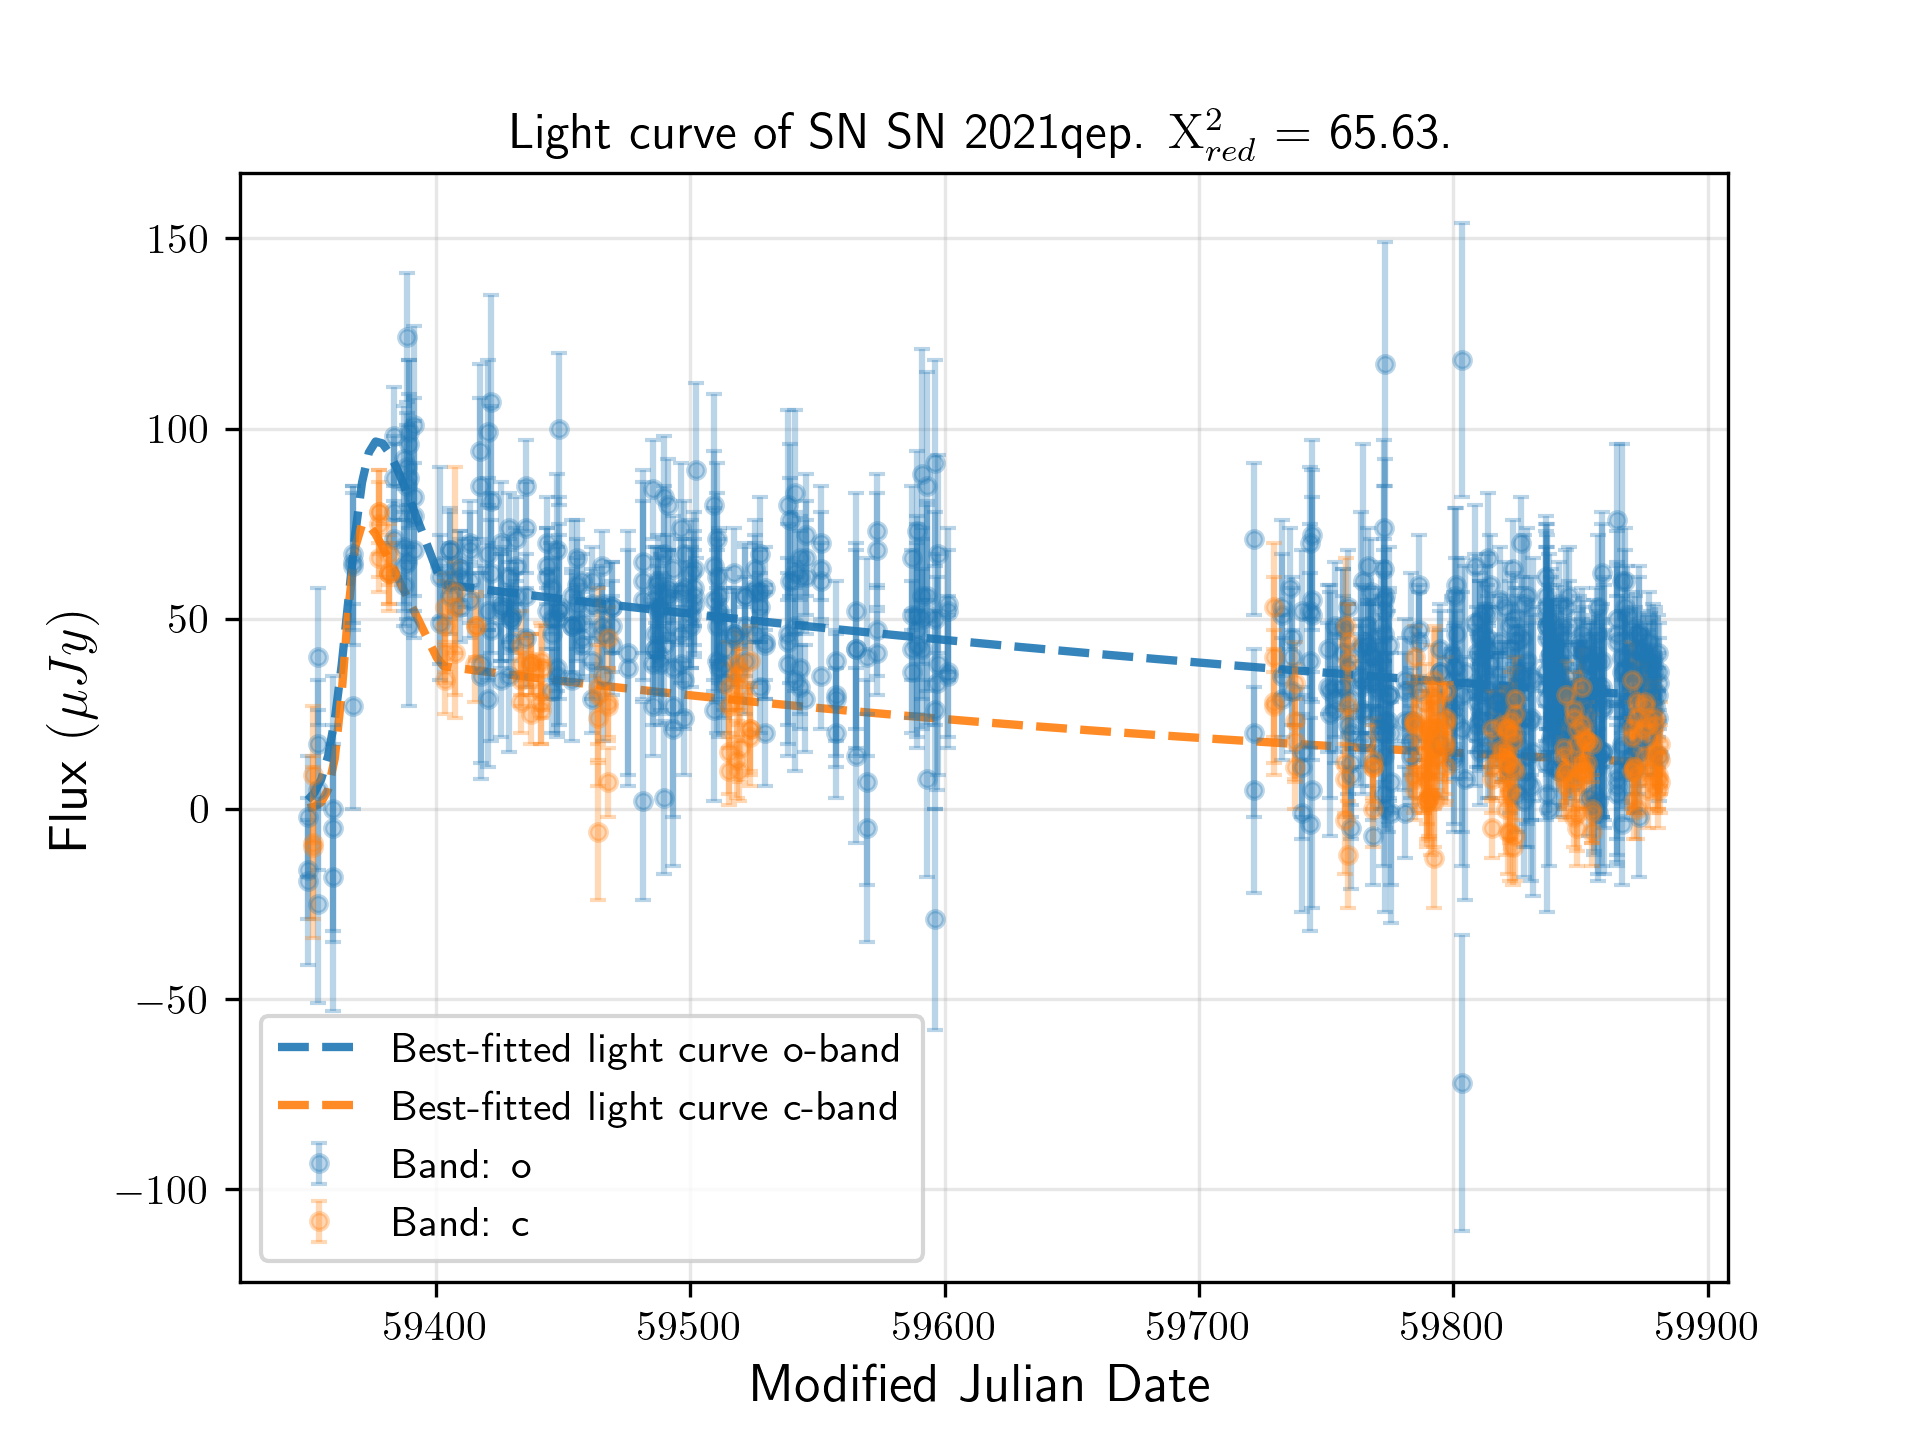 Light curve of SN SN 2021qep. X²_red = 65.63.
150
100
50
0
−50
−100
Flux (μJy)
Best-fitted light curve o-band
Best-fitted light curve c-band
Band: o
Band: c
59400 59500 59600 59700 59800 59900
Modified Julian Date